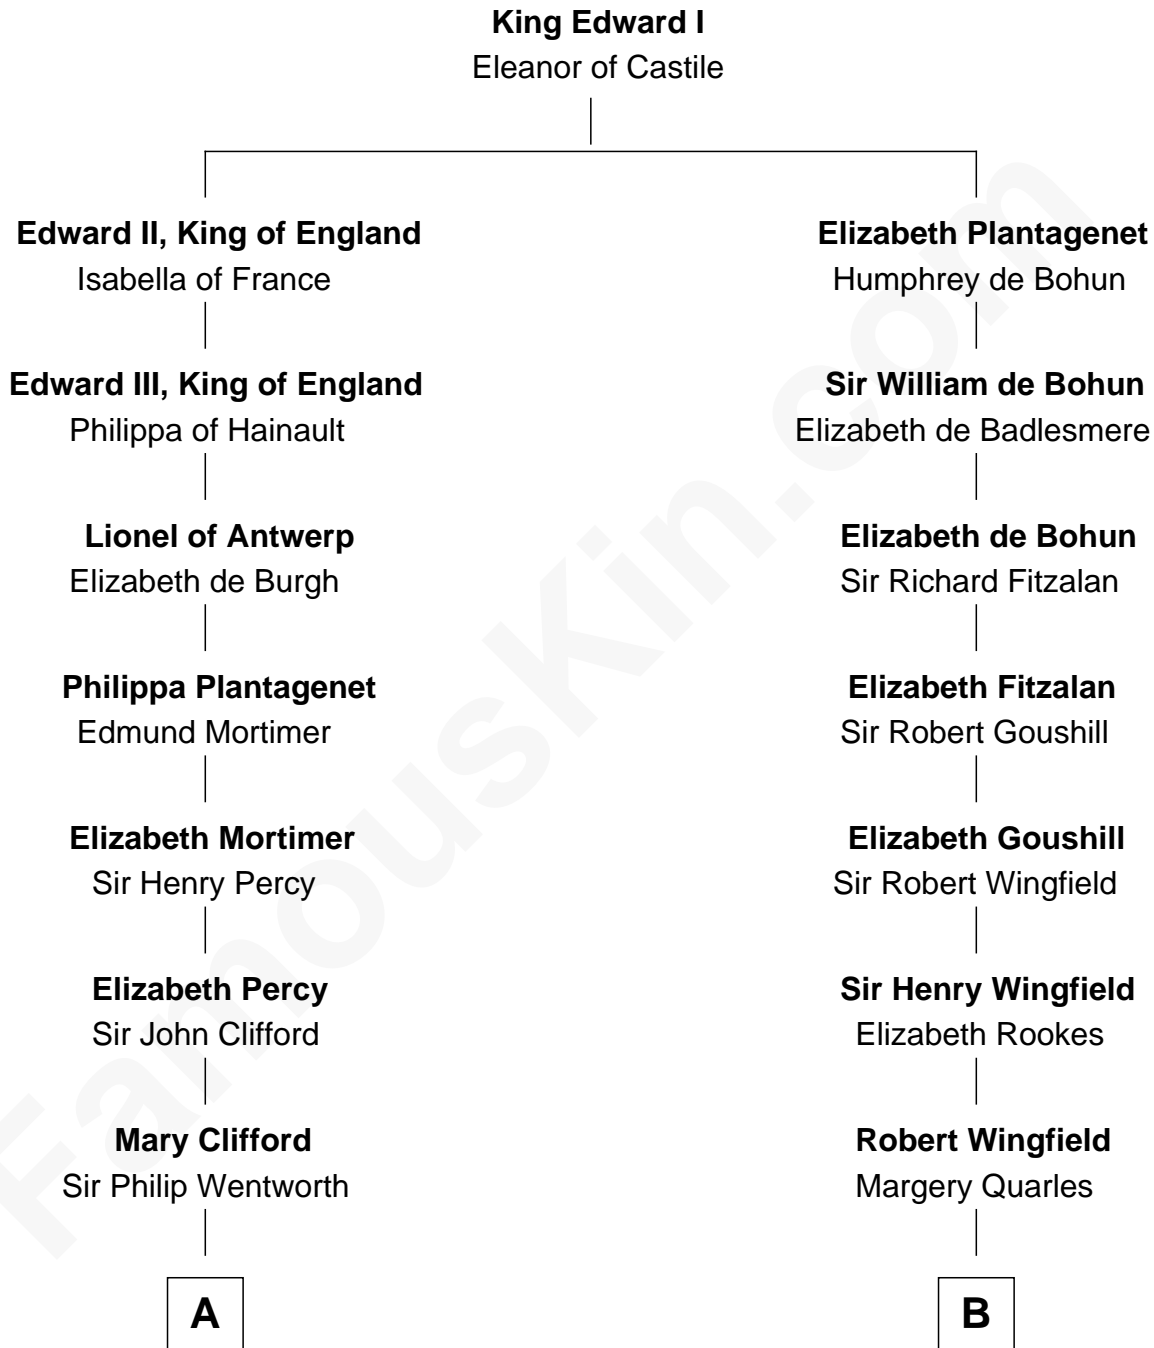 King Edward I
Eleanor of Castile
Edward II, King of England
Isabella of France
Edward III, King of England
Philippa of Hainault
Lionel of Antwerp
Elizabeth de Burgh
Philippa Plantagenet
Edmund Mortimer
Elizabeth Mortimer
Sir Henry Percy
Elizabeth Percy
Sir John Clifford
Mary Clifford
Sir Philip Wentworth
A
Elizabeth Plantagenet
Humphrey de Bohun
Sir William de Bohun
Elizabeth de Badlesmere
Elizabeth de Bohun
Sir Richard Fitzalan
Elizabeth Fitzalan
Sir Robert Goushill
Elizabeth Goushill
Sir Robert Wingfield
Sir Henry Wingfield
Elizabeth Rookes
Robert Wingfield
Margery Quarles
B
FamousKin.com